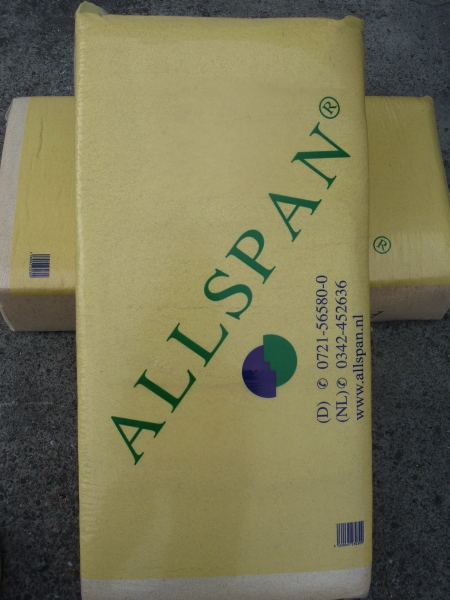 ALLSPAN®
(D) ✆ 0721-56580-0
(NL) ✆ 0342-452636
www.allspan.nl
®